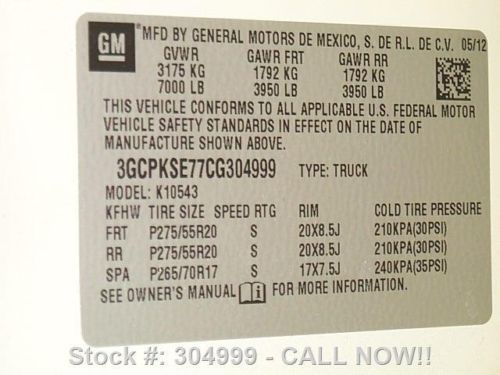 GM *MFD BY GENERAL MOTORS DE MEXICO, S. DE R.L. DE C.V. 05/12
GVWR GAWR FRT GAWR RR
3175 KG 1792 KG 1792 KG
7000 LB 3950 LB 3950 LB
THIS VEHICLE CONFORMS TO ALL APPLICABLE U.S. FEDERAL MOTOR
VEHICLE SAFETY STANDARDS IN EFFECT ON THE DATE OF
MANUFACTURE SHOWN ABOVE.
3GCPKSE77CG304999 TYPE: TRUCK
MODEL: K10543
KFHW TIRE SIZE SPEED RTG RIM COLD TIRE PRESSURE
FRT P275/55R20 S 20X8.5J 210KPA(30PSI)
RR P275/55R20 S 20X8.5J 210KPA(30PSI)
SPA P265/70R17 S 17X7.5J 240KPA(35PSI)
SEE OWNER'S MANUAL i FOR MORE INFORMATION.
Stock #: 304999 - CALL NOW!!